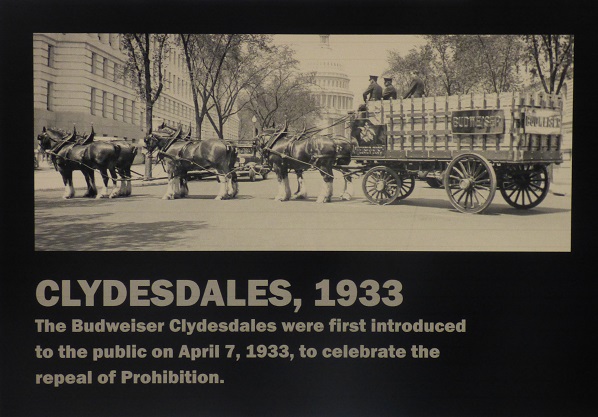 BUDWEISER
CLYDESDALES, 1933
The Budweiser Clydesdales were first introduced
to the public on April 7, 1933, to celebrate the
repeal of Prohibition.